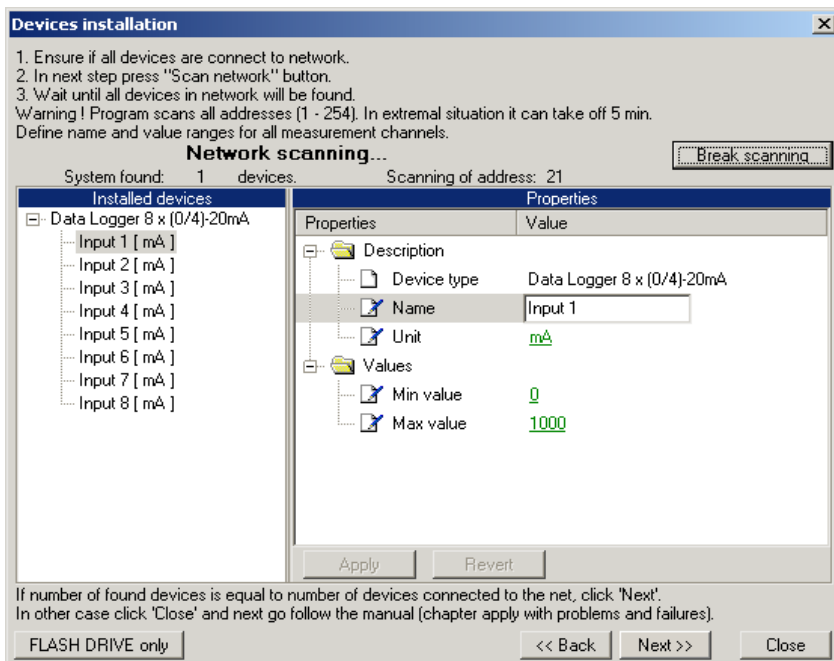 Devices installation
1. Ensure if all devices are connect to network.
2. In next step press "Scan network" button.
3. Wait until all devices in network will be found.
Warning ! Program scans all addresses (1 - 254). In extremal situation it can take off 5 min.
Define name and value ranges for all measurement channels.
Network scanning...
Break scanning
System found: 1 devices. Scanning of address: 21
Installed devices
Data Logger 8 x (0/4)-20mA
Input 1 [ mA ]
Input 2 [ mA ]
Input 3 [ mA ]
Input 4 [ mA ]
Input 5 [ mA ]
Input 6 [ mA ]
Input 7 [ mA ]
Input 8 [ mA ]
Properties
Properties Value
Description
Device type Data Logger 8 x (0/4)-20mA
Name Input 1
Unit mA
Values
Min value 0
Max value 1000
Apply Revert
If number of found devices is equal to number of devices connected to the net, click 'Next'.
In other case click 'Close' and next go follow the manual (chapter apply with problems and failures).
FLASH DRIVE only << Back Next >> Close